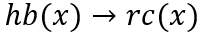 ℎ𝑏(𝑥) → 𝑟𝑐(𝑥)